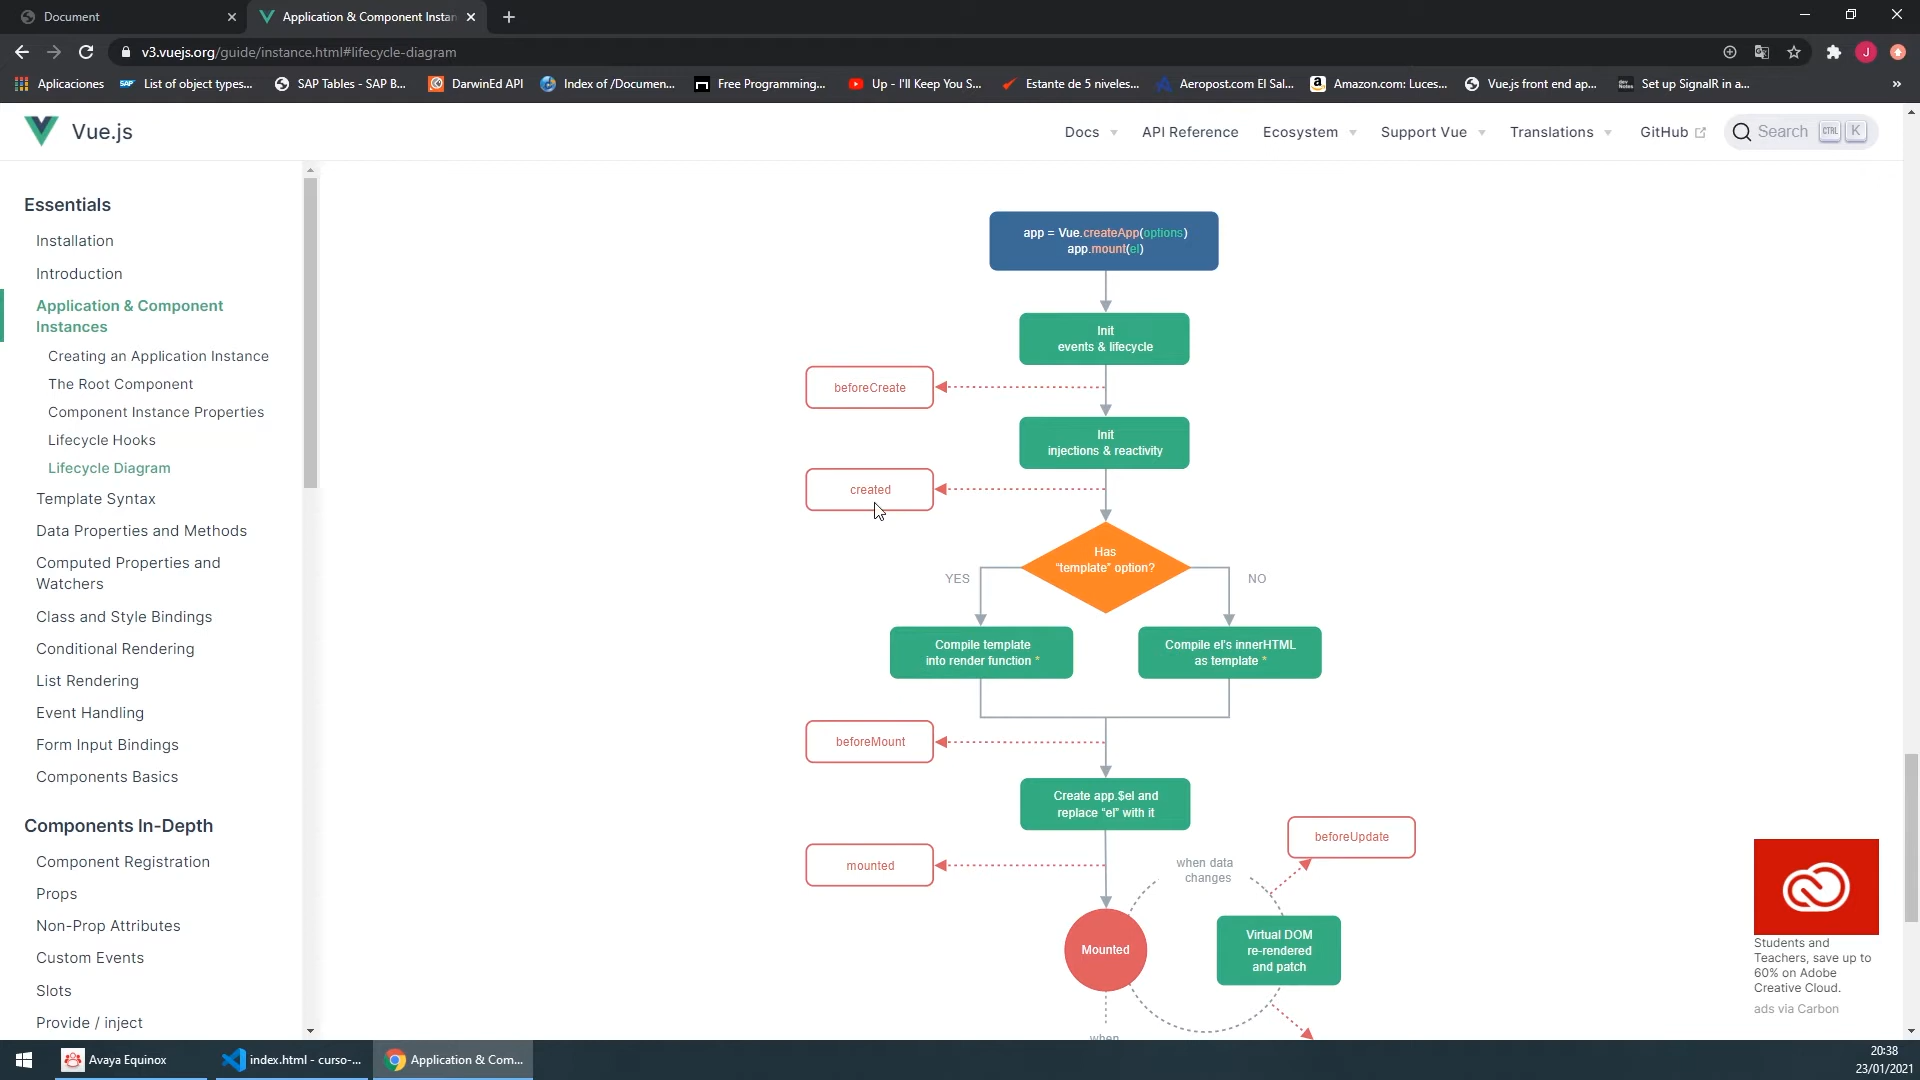 Document
Application & Component Instan
v3.vuejs.org/guide/instance.html#lifecycle-diagram
J
Aplicaciones
SAP
List of object types...
SAP Tables - SAP B...
DarwinEd API
Index of /Documen...
Free Programming...
Up - I'll Keep You S...
Estante de 5 niveles...
Aeropost.com El Sal...
Amazon.com: Luces...
Vue.js front end ap...
Set up SignalR in a...
»
Vue.js
Docs
API Reference
Ecosystem
Support Vue
Translations
GitHub
Search
CTRL
K
Essentials
Installation
Introduction
Application & Component
Instances
Creating an Application Instance
The Root Component
Component Instance Properties
Lifecycle Hooks
Lifecycle Diagram
Template Syntax
Data Properties and Methods
Computed Properties and
Watchers
Class and Style Bindings
Conditional Rendering
List Rendering
Event Handling
Form Input Bindings
Components Basics
Components In-Depth
Component Registration
Props
Non-Prop Attributes
Custom Events
Slots
Provide / inject
app = Vue.createApp(options)
app.mount(el)
Init
events & lifecycle
beforeCreate
Init
injections & reactivity
created
Has
“template” option?
YES
NO
Compile template
into render function *
Compile el's innerHTML
as template *
beforeMount
Create app.$el and
replace “el” with it
beforeUpdate
mounted
when data
changes
Mounted
Virtual DOM
re-rendered
and patch
when
Students and
Teachers, save up to
60% on Adobe
Creative Cloud.
ads via Carbon
Avaya Equinox
index.html - curso-...
Application & Com...
20:38
23/01/2021